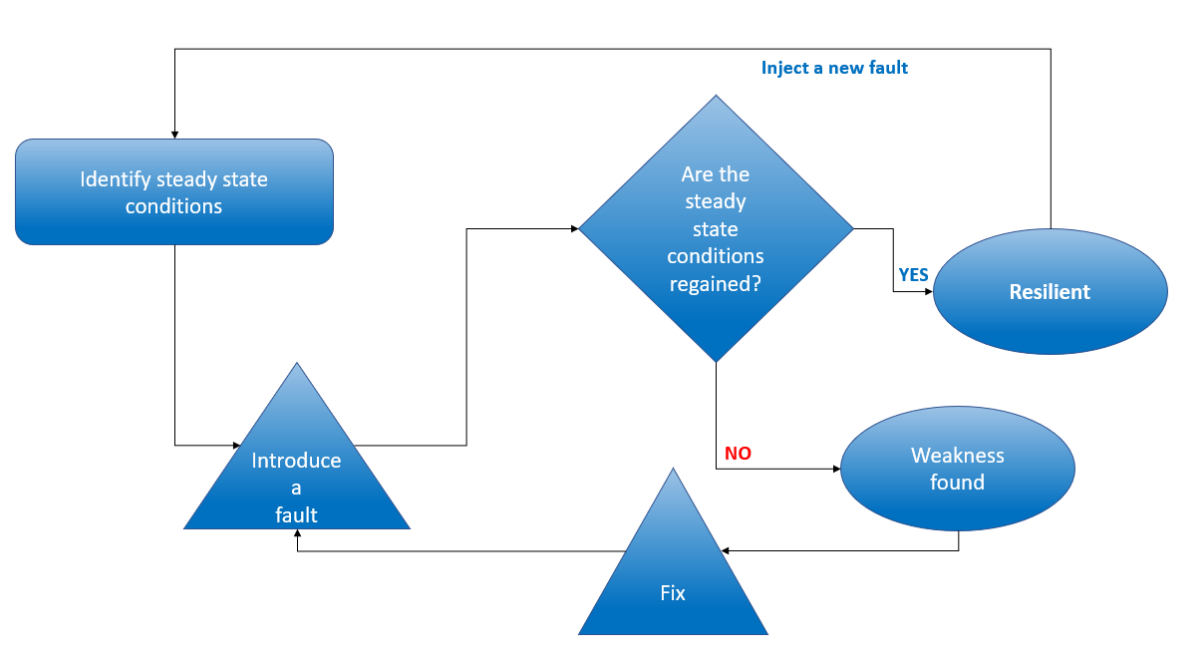 Inject a new fault
Identify steady state
conditions
Are the
steady
state
conditions
regained?
YES
Resilient
Introduce
a
fault
NO
Weakness
found
Fix